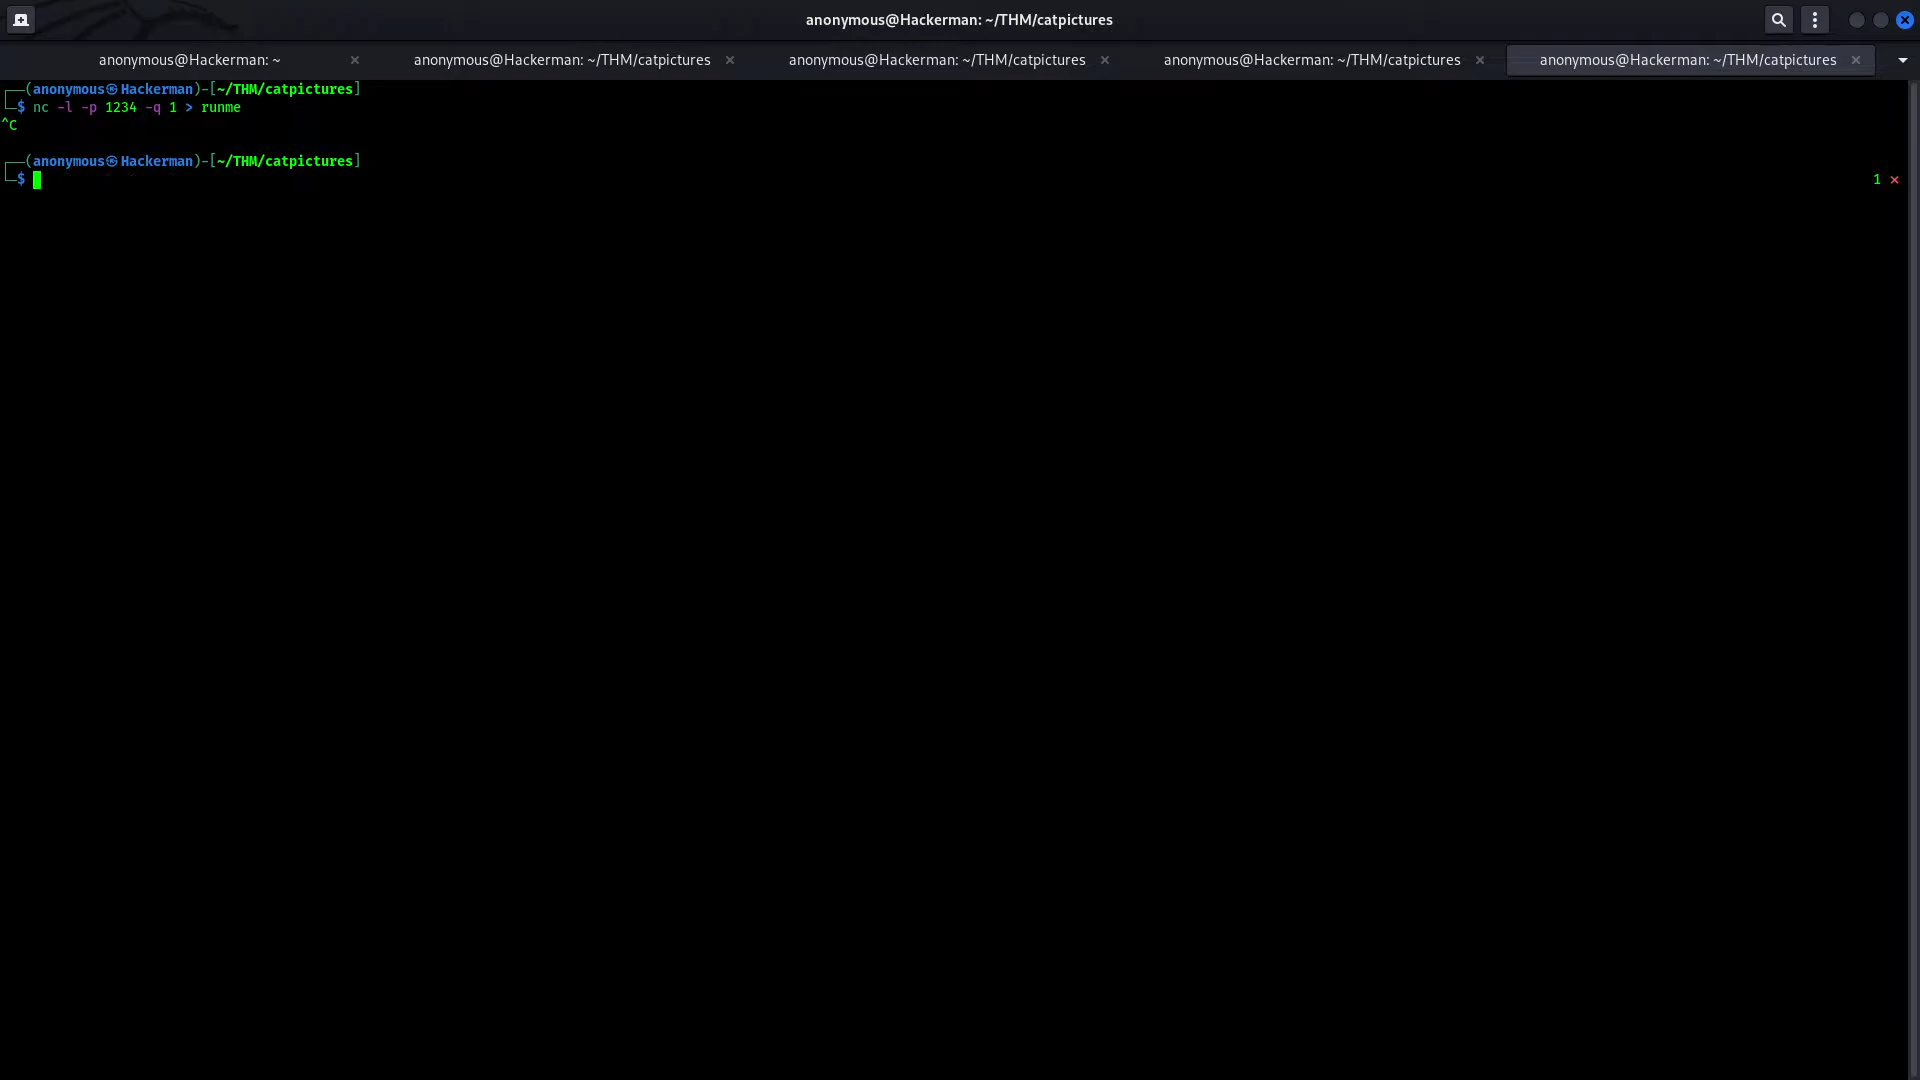 anonymous@Hackerman: ~/THM/catpictures
anonymous@Hackerman: ~ × anonymous@Hackerman: ~/THM/catpictures × anonymous@Hackerman: ~/THM/catpictures × anonymous@Hackerman: ~/THM/catpictures × anonymous@Hackerman: ~/THM/catpictures ×
┌──(anonymous㉿Hackerman)-[~/THM/catpictures]
└─$ nc -l -p 1234 -q 1 > runme
^C
┌──(anonymous㉿Hackerman)-[~/THM/catpictures]
└─$ 1 ×